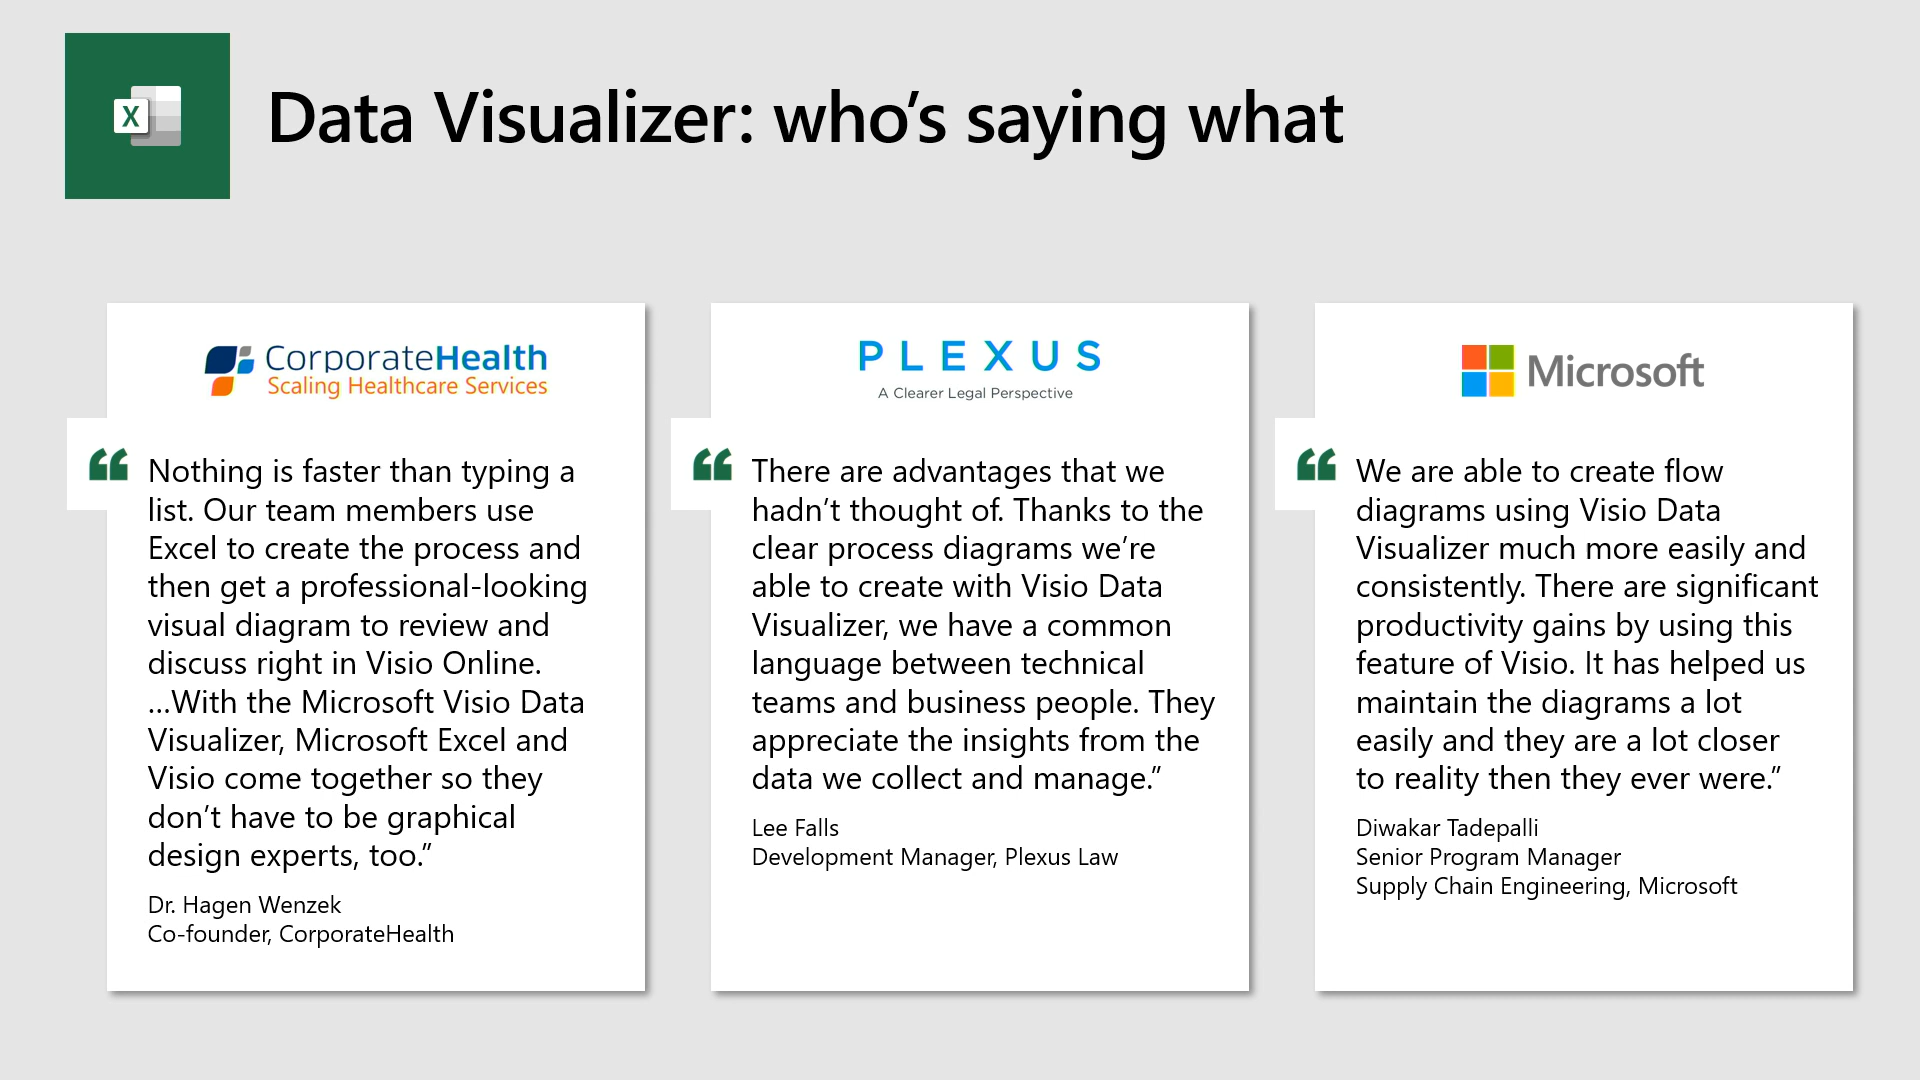 X
Data Visualizer: who’s saying what
CorporateHealth
Scaling Healthcare Services
“ Nothing is faster than typing a
list. Our team members use
Excel to create the process and
then get a professional-looking
visual diagram to review and
discuss right in Visio Online.
…With the Microsoft Visio Data
Visualizer, Microsoft Excel and
Visio come together so they
don’t have to be graphical
design experts, too.”
Dr. Hagen Wenzek
Co-founder, CorporateHealth
PLEXUS
A Clearer Legal Perspective
“ There are advantages that we
hadn’t thought of. Thanks to the
clear process diagrams we’re
able to create with Visio Data
Visualizer, we have a common
language between technical
teams and business people. They
appreciate the insights from the
data we collect and manage.”
Lee Falls
Development Manager, Plexus Law
Microsoft
“ We are able to create flow
diagrams using Visio Data
Visualizer much more easily and
consistently. There are significant
productivity gains by using this
feature of Visio. It has helped us
maintain the diagrams a lot
easily and they are a lot closer
to reality then they ever were.”
Diwakar Tadepalli
Senior Program Manager
Supply Chain Engineering, Microsoft